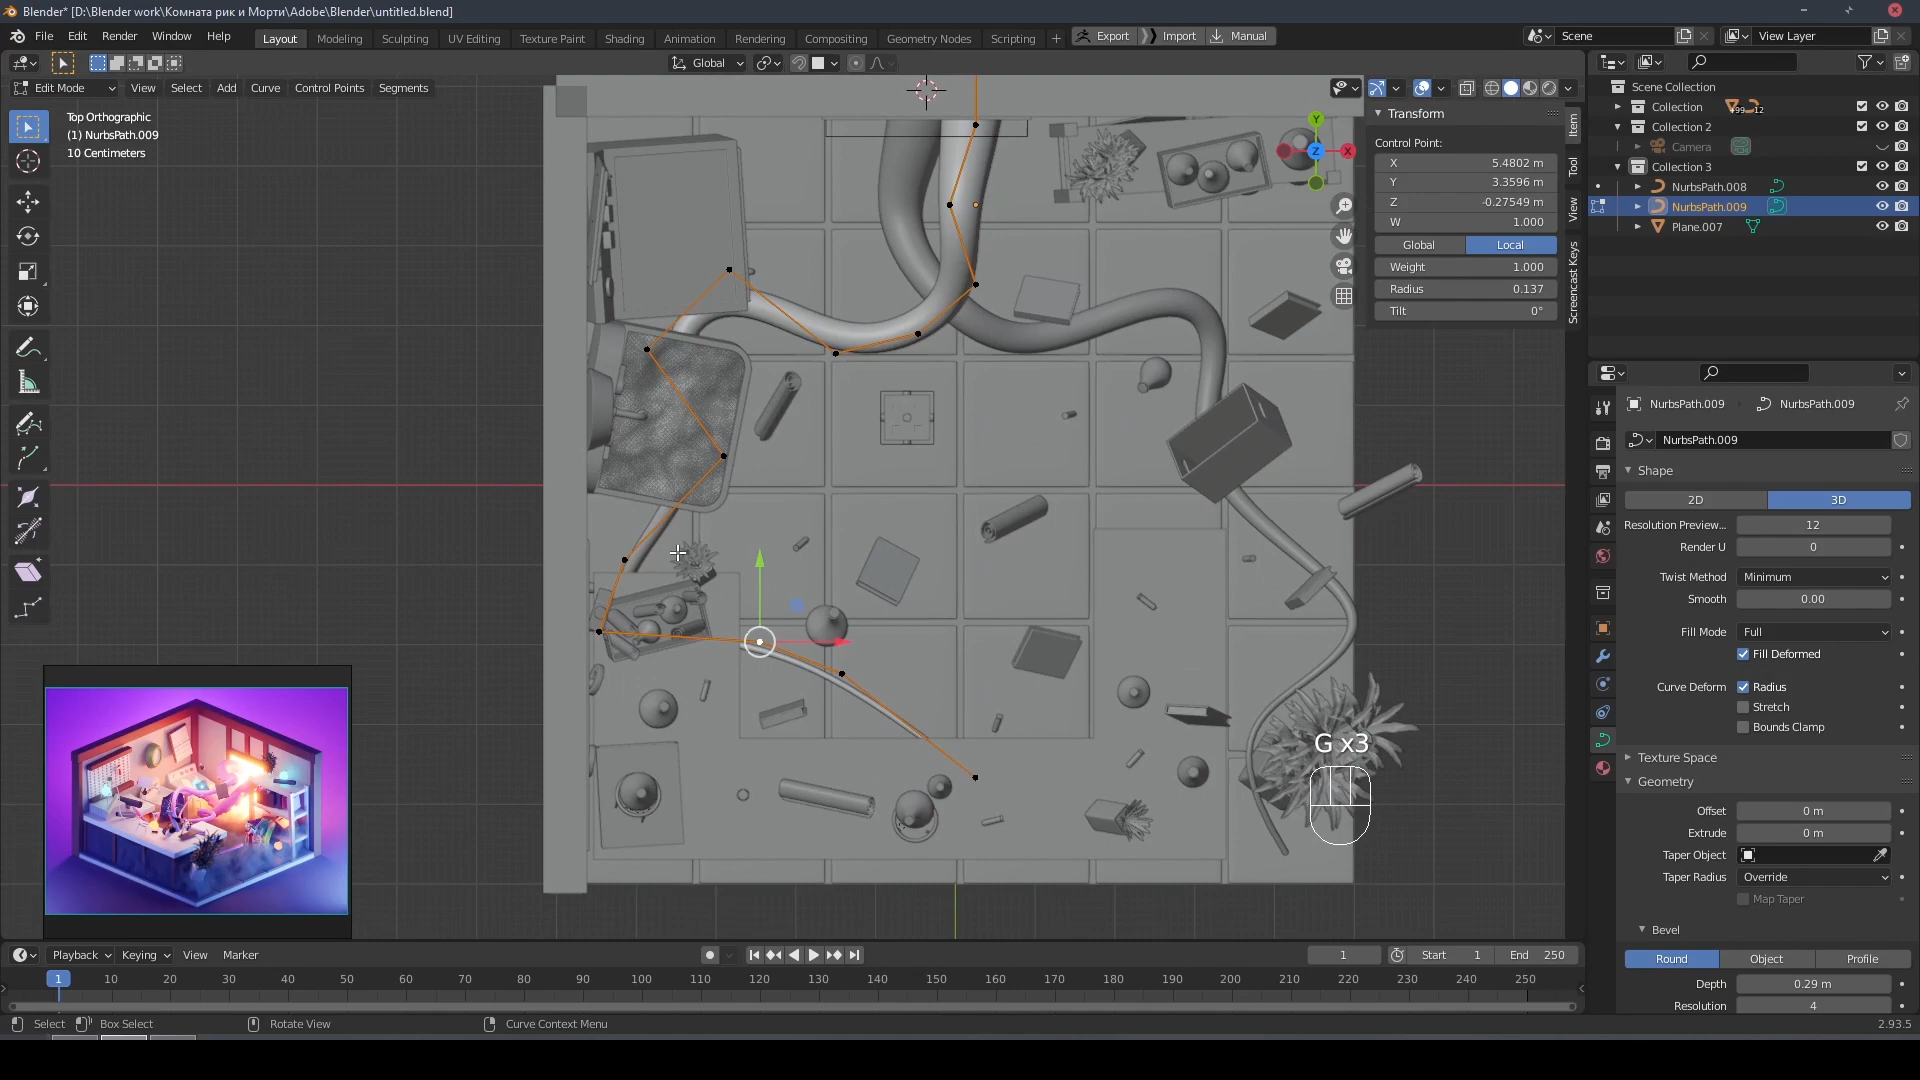 Blender* [D:\Blender work\Комната рик и Морти\Adobe\Blender\untitled.blend]
File Edit Render Window Help
Layout Modeling Sculpting UV Editing Texture Paint Shading Animation Rendering Compositing Geometry Nodes Scripting + Export Import Manual
Scene View Layer
Global
Edit Mode View Select Add Curve Control Points Segments
Top Orthographic
(1) NurbsPath.009
10 Centimeters
Y
X
Z
Transform
Control Point:
X 5.4802 m
Y 3.3596 m
Z -0.27549 m
W 1.000
Global Local
Weight 1.000
Radius 0.137
Tilt 0°
Item
Tool
View
Screencast Keys
G x3
Scene Collection
Collection 99 12
Collection 2
Camera
Collection 3
NurbsPath.008
NurbsPath.009
Plane.007
NurbsPath.009 NurbsPath.009
NurbsPath.009
Shape
2D 3D
Resolution Preview... 12
Render U 0
Twist Method Minimum
Smooth 0.00
Fill Mode Full
Fill Deformed
Curve Deform Radius
Stretch
Bounds Clamp
Texture Space
Geometry
Offset 0 m
Extrude 0 m
Taper Object
Taper Radius Override
Map Taper
Bevel
Round Object Profile
Depth 0.29 m
Resolution 4
Playback Keying View Marker
1 Start 1 End 250
1 10 20 30 40 50 60 70 80 90 100 110 120 130 140 150 160 170 180 190 200 210 220 230 240 250
Select Box Select Rotate View Curve Context Menu
2.93.5